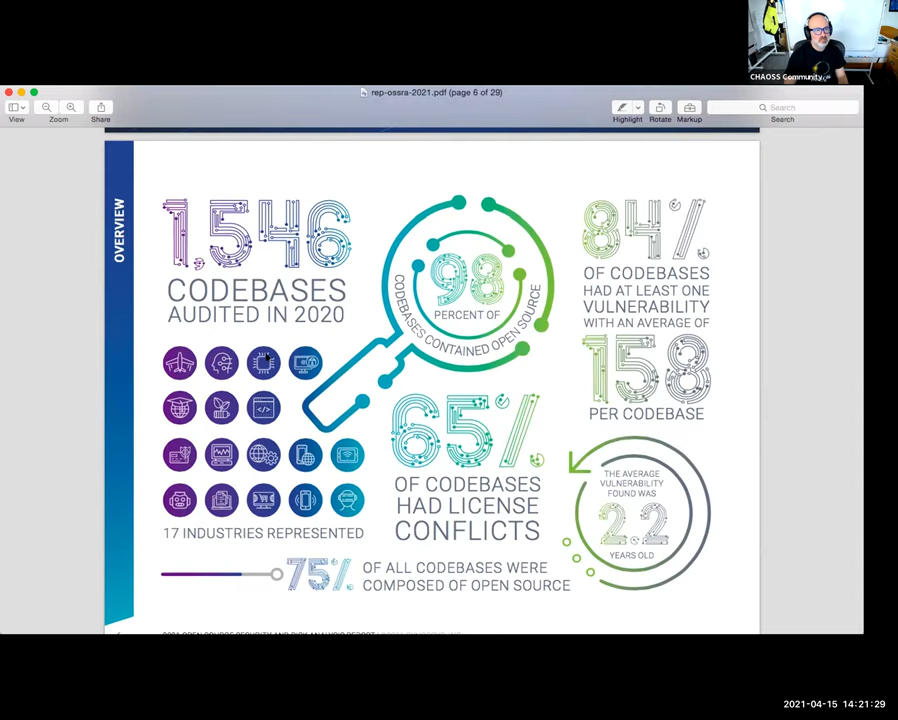 CHAOSS Community
rep-ossra-2021.pdf (page 6 of 29)
View
Zoom
Share
Highlight
Rotate
Markup
Search
Search
OVERVIEW
1,546
CODEBASES
AUDITED IN 2020
98
PERCENT OF
CODEBASES CONTAINED OPEN SOURCE
84%
OF CODEBASES
HAD AT LEAST ONE
VULNERABILITY
WITH AN AVERAGE OF
158
PER CODEBASE
65%
OF CODEBASES
HAD LICENSE
CONFLICTS
THE AVERAGE
VULNERABILITY
FOUND WAS
2.2
YEARS OLD
17 INDUSTRIES REPRESENTED
75%
OF ALL CODEBASES WERE
COMPOSED OF OPEN SOURCE
2021-04-15 14:21:29